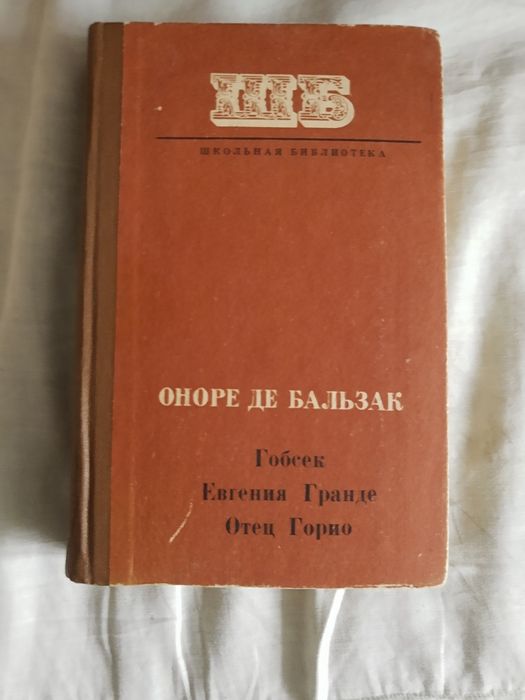 ШБ
ШКОЛЬНАЯ БИБЛИОТЕКА
ОНОРЕ ДЕ БАЛЬЗАК
Гобсек
Евгения Гранде
Отец Горио